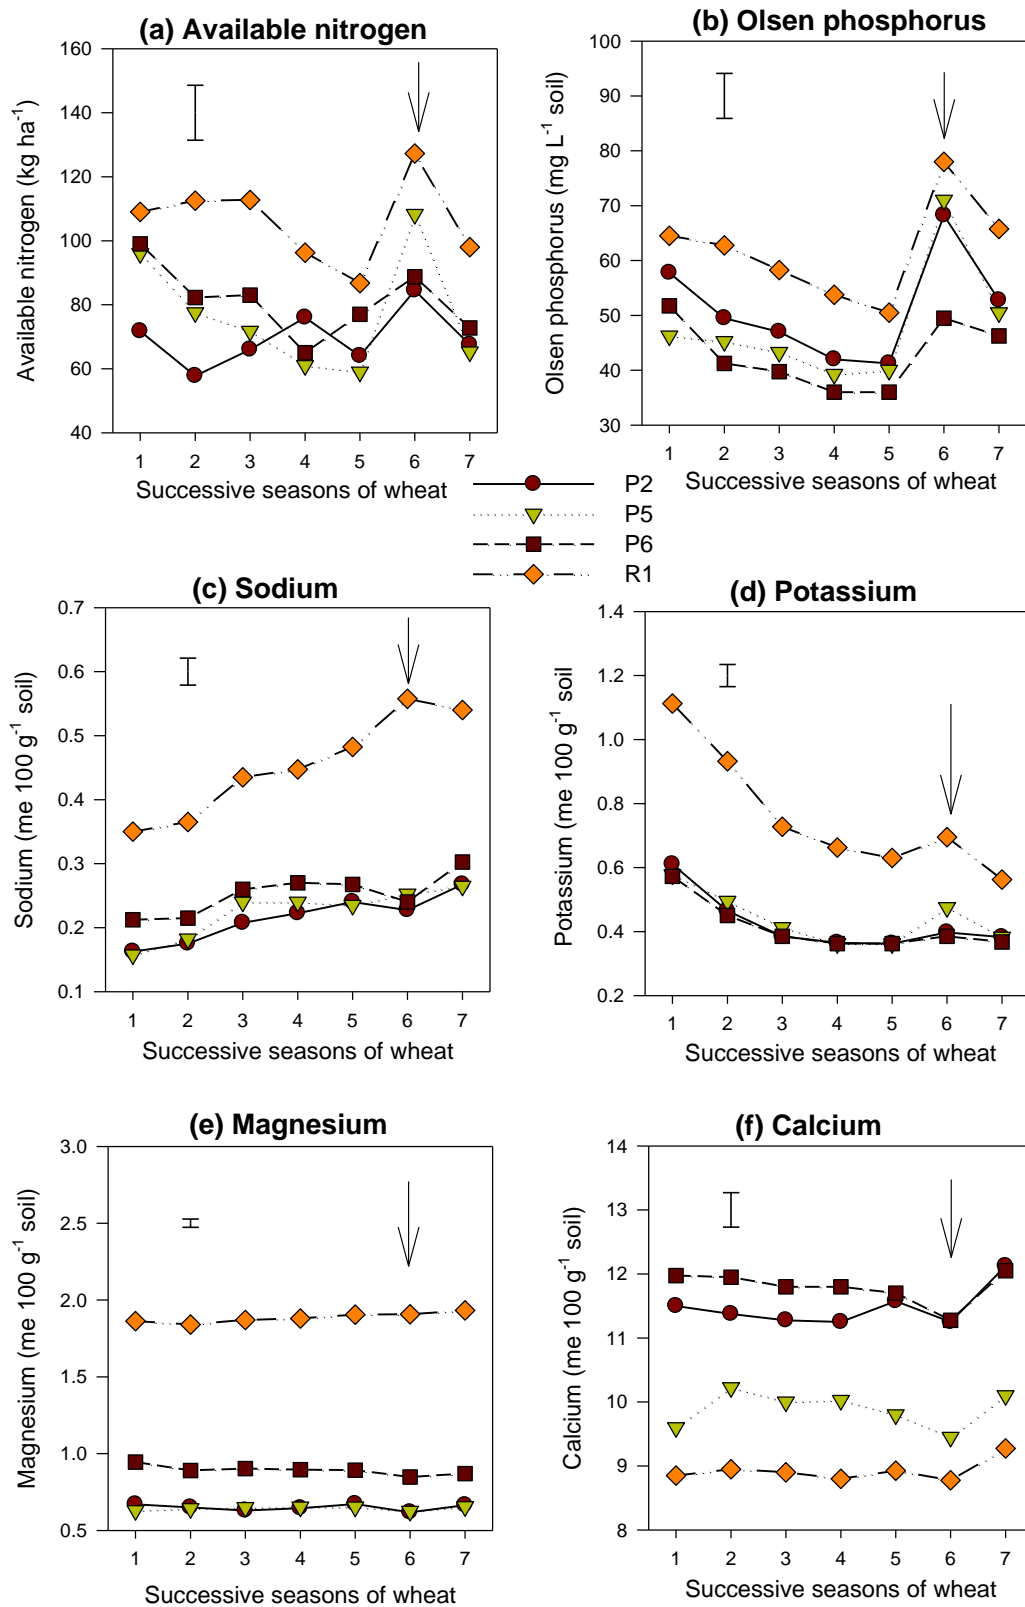 (a) Available nitrogen
Available nitrogen (kg ha⁻¹)
160
140
120
100
80
60
40
1 2 3 4 5 6 7
Successive seasons of wheat
(b) Olsen phosphorus
Olsen phosphorus (mg L⁻¹ soil)
100
90
80
70
60
50
40
30
1 2 3 4 5 6 7
Successive seasons of wheat
P2
P5
P6
R1
(c) Sodium
Sodium (me 100 g⁻¹ soil)
0.7
0.6
0.5
0.4
0.3
0.2
0.1
1 2 3 4 5 6 7
Successive seasons of wheat
(d) Potassium
Potassium (me 100 g⁻¹ soil
1.4
1.2
1.0
0.8
0.6
0.4
0.2
1 2 3 4 5 6 7
Successive seasons of wheat
(e) Magnesium
Magnesium (me 100 g⁻¹ soil)
3.0
2.5
2.0
1.5
1.0
0.5
1 2 3 4 5 6 7
Successive seasons of wheat
(f) Calcium
Calcium (me 100 g⁻¹ soil)
14
13
12
11
10
9
8
1 2 3 4 5 6 7
Successive seasons of wheat